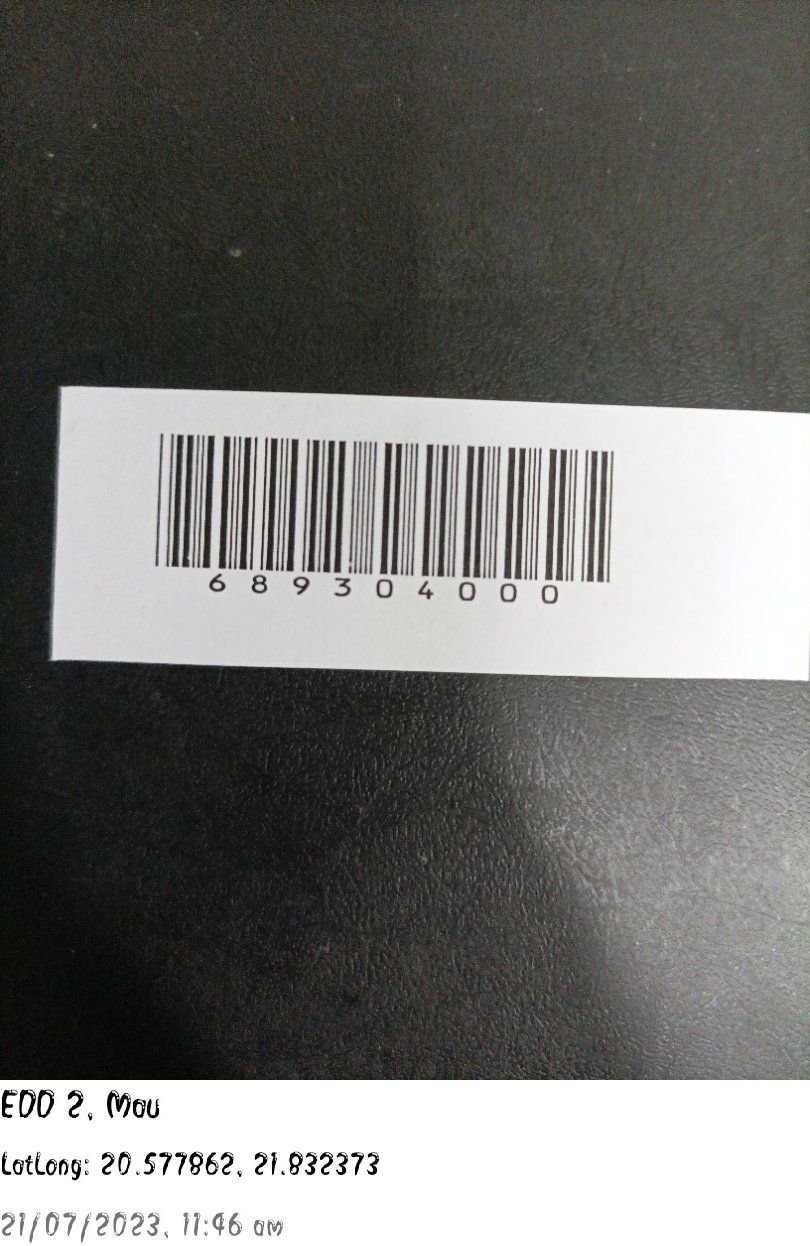 689304000
EDD 2, Mou
LatLong: 20.577862, 21.832373
21/07/2023, 11:46 am